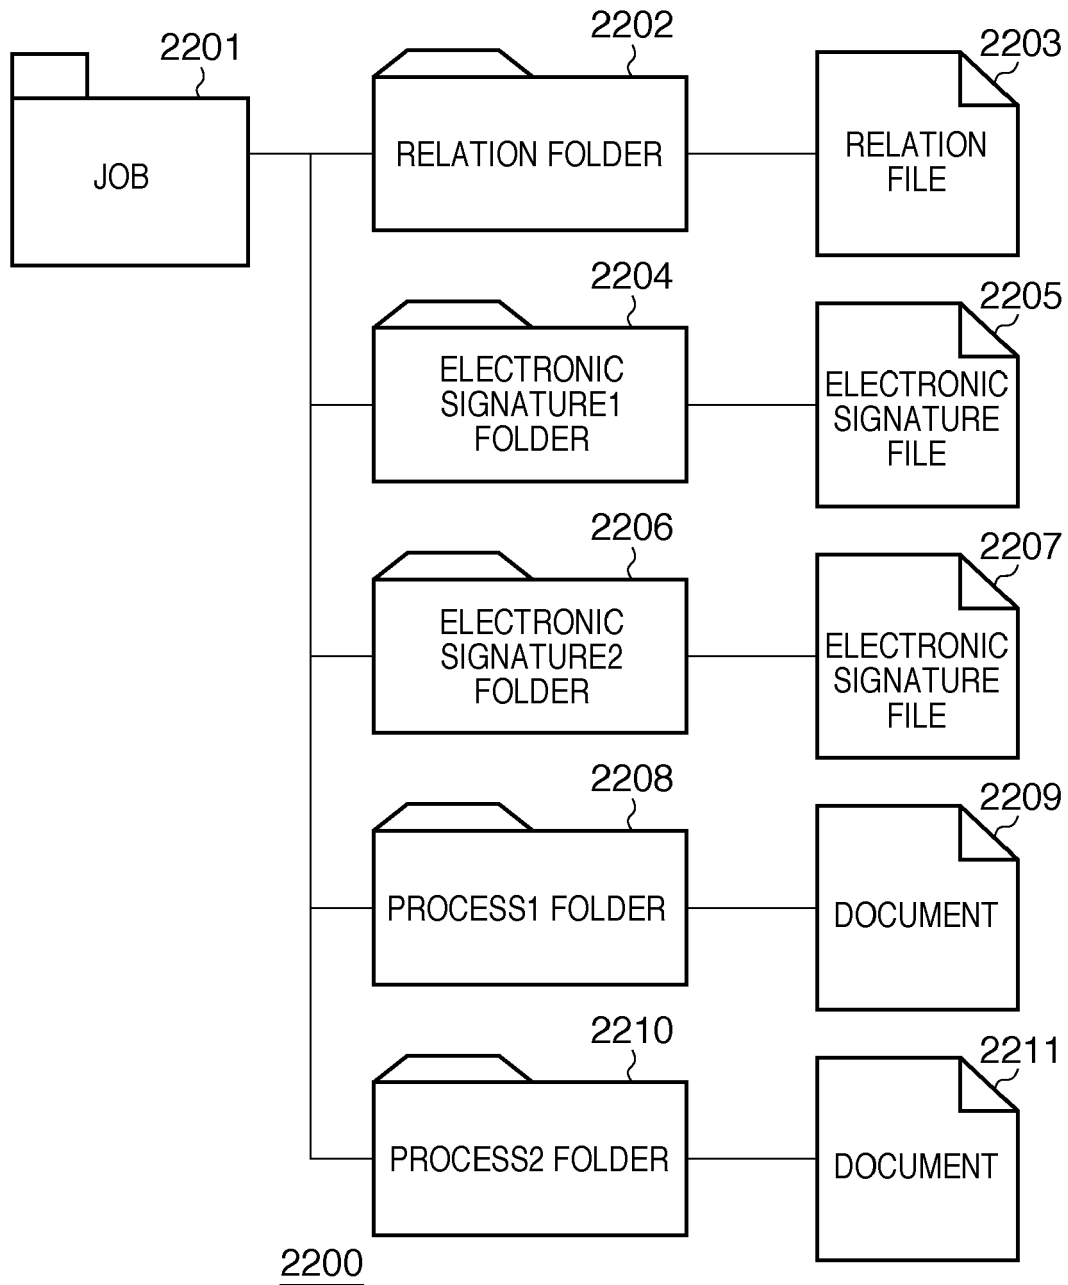 2201
JOB
2202
RELATION FOLDER
2203
RELATION
FILE
2204
ELECTRONIC
SIGNATURE1
FOLDER
2205
ELECTRONIC
SIGNATURE
FILE
2206
ELECTRONIC
SIGNATURE2
FOLDER
2207
ELECTRONIC
SIGNATURE
FILE
2208
PROCESS1 FOLDER
2209
DOCUMENT
2210
PROCESS2 FOLDER
2211
DOCUMENT
2200